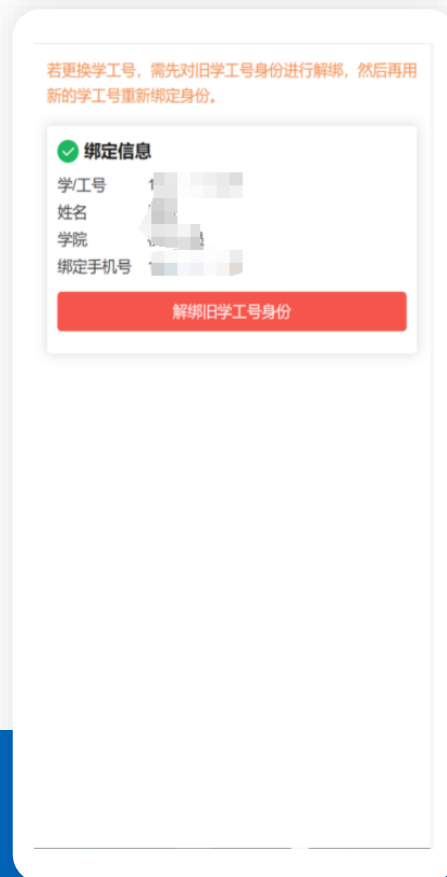 若更换学工号，需先对旧学工号身份进行解绑，然后再用
新的学工号重新绑定身份。
绑定信息
学/工号 1
姓名
学院
绑定手机号 1
解绑旧学工号身份